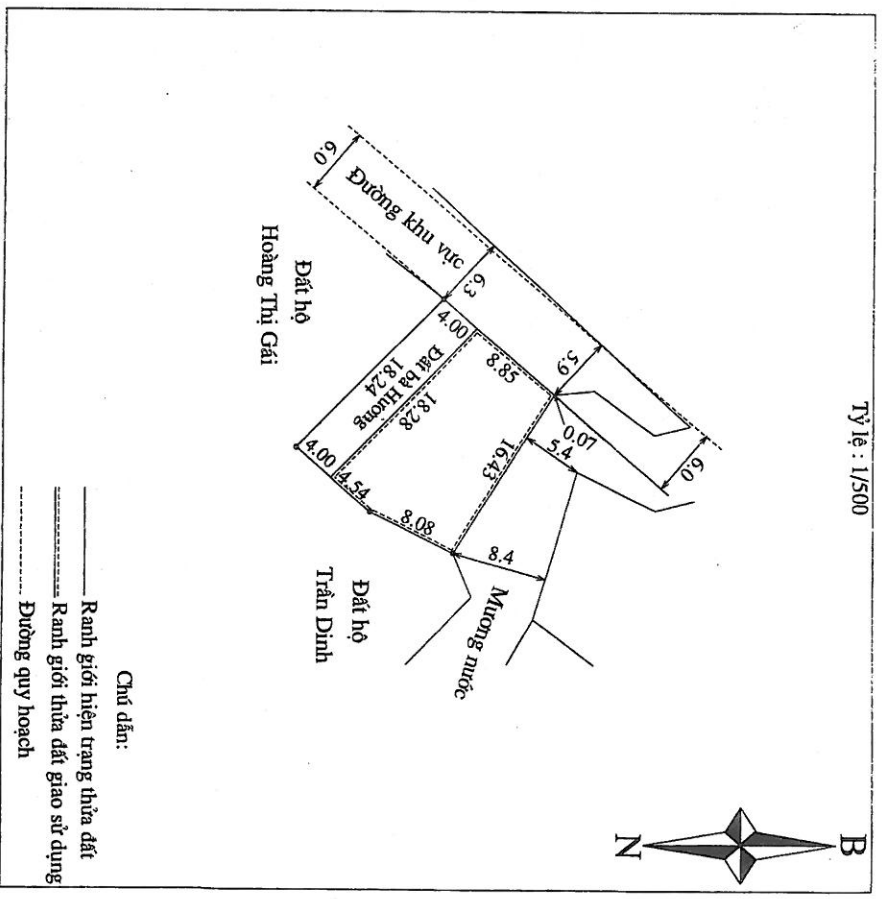 Tỷ lệ : 1/500
B
N
6.0
Đường khu vực
6.3
5.9
6.0
0.07
5.4
4.00
8.85
Đất bà Hương
18.24
18.28
16.43
4.00
4.54
8.08
8.4
Mương nước
Đất hộ
Hoàng Thị Gái
Đất hộ
Trần Dinh
Chú dẫn:
Ranh giới hiện trạng thửa đất
Ranh giới thửa đất giao sử dụng
Đường quy hoạch